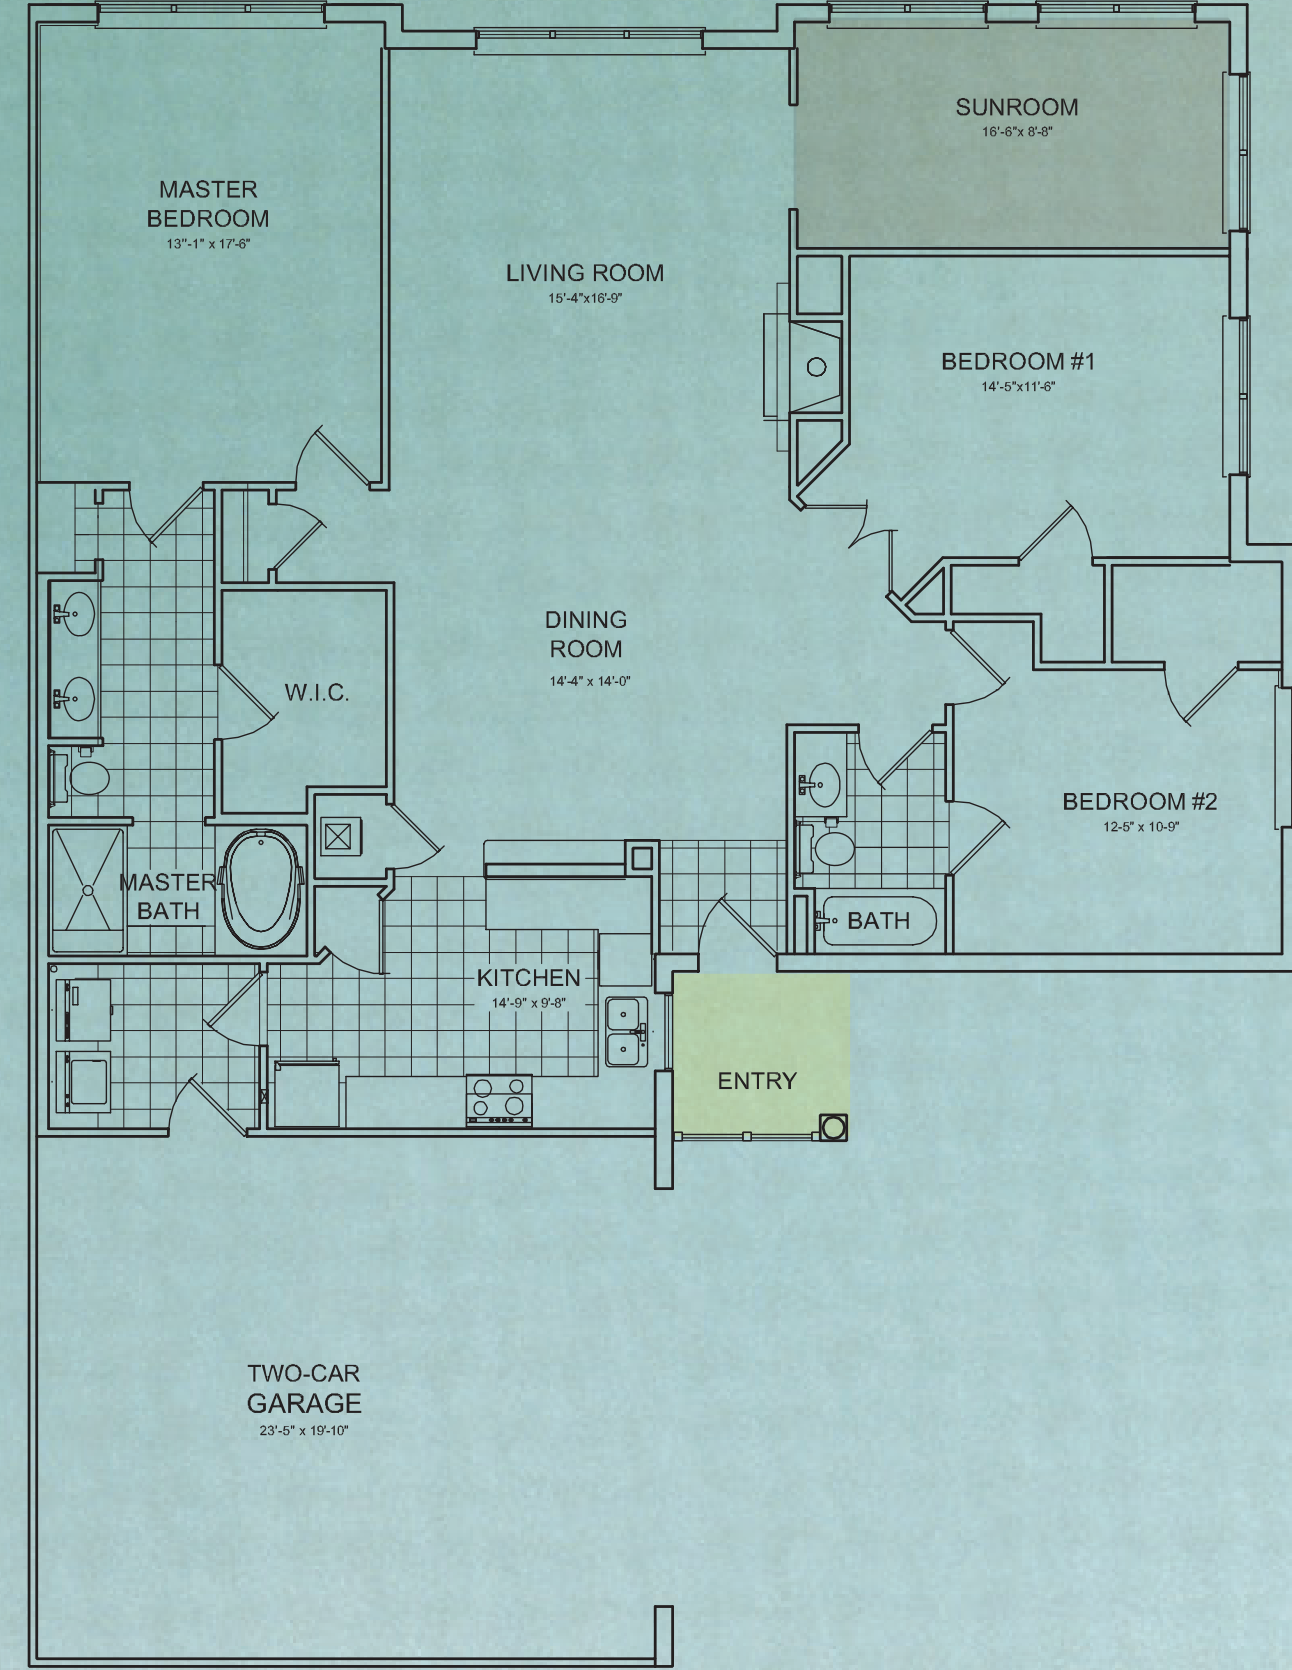 SUNROOM
16'-6"x 8'-8"
MASTER
BEDROOM
13"-1" x 17'-6"
LIVING ROOM
15'-4"x16'-9"
BEDROOM #1
14'-5"x11'-6"
DINING
ROOM
14'-4" x 14'-0"
W.I.C.
BEDROOM #2
12-5" x 10-9"
MASTER
BATH
BATH
KITCHEN
14'-9" x 9'-8"
ENTRY
TWO-CAR
GARAGE
23'-5" x 19'-10"